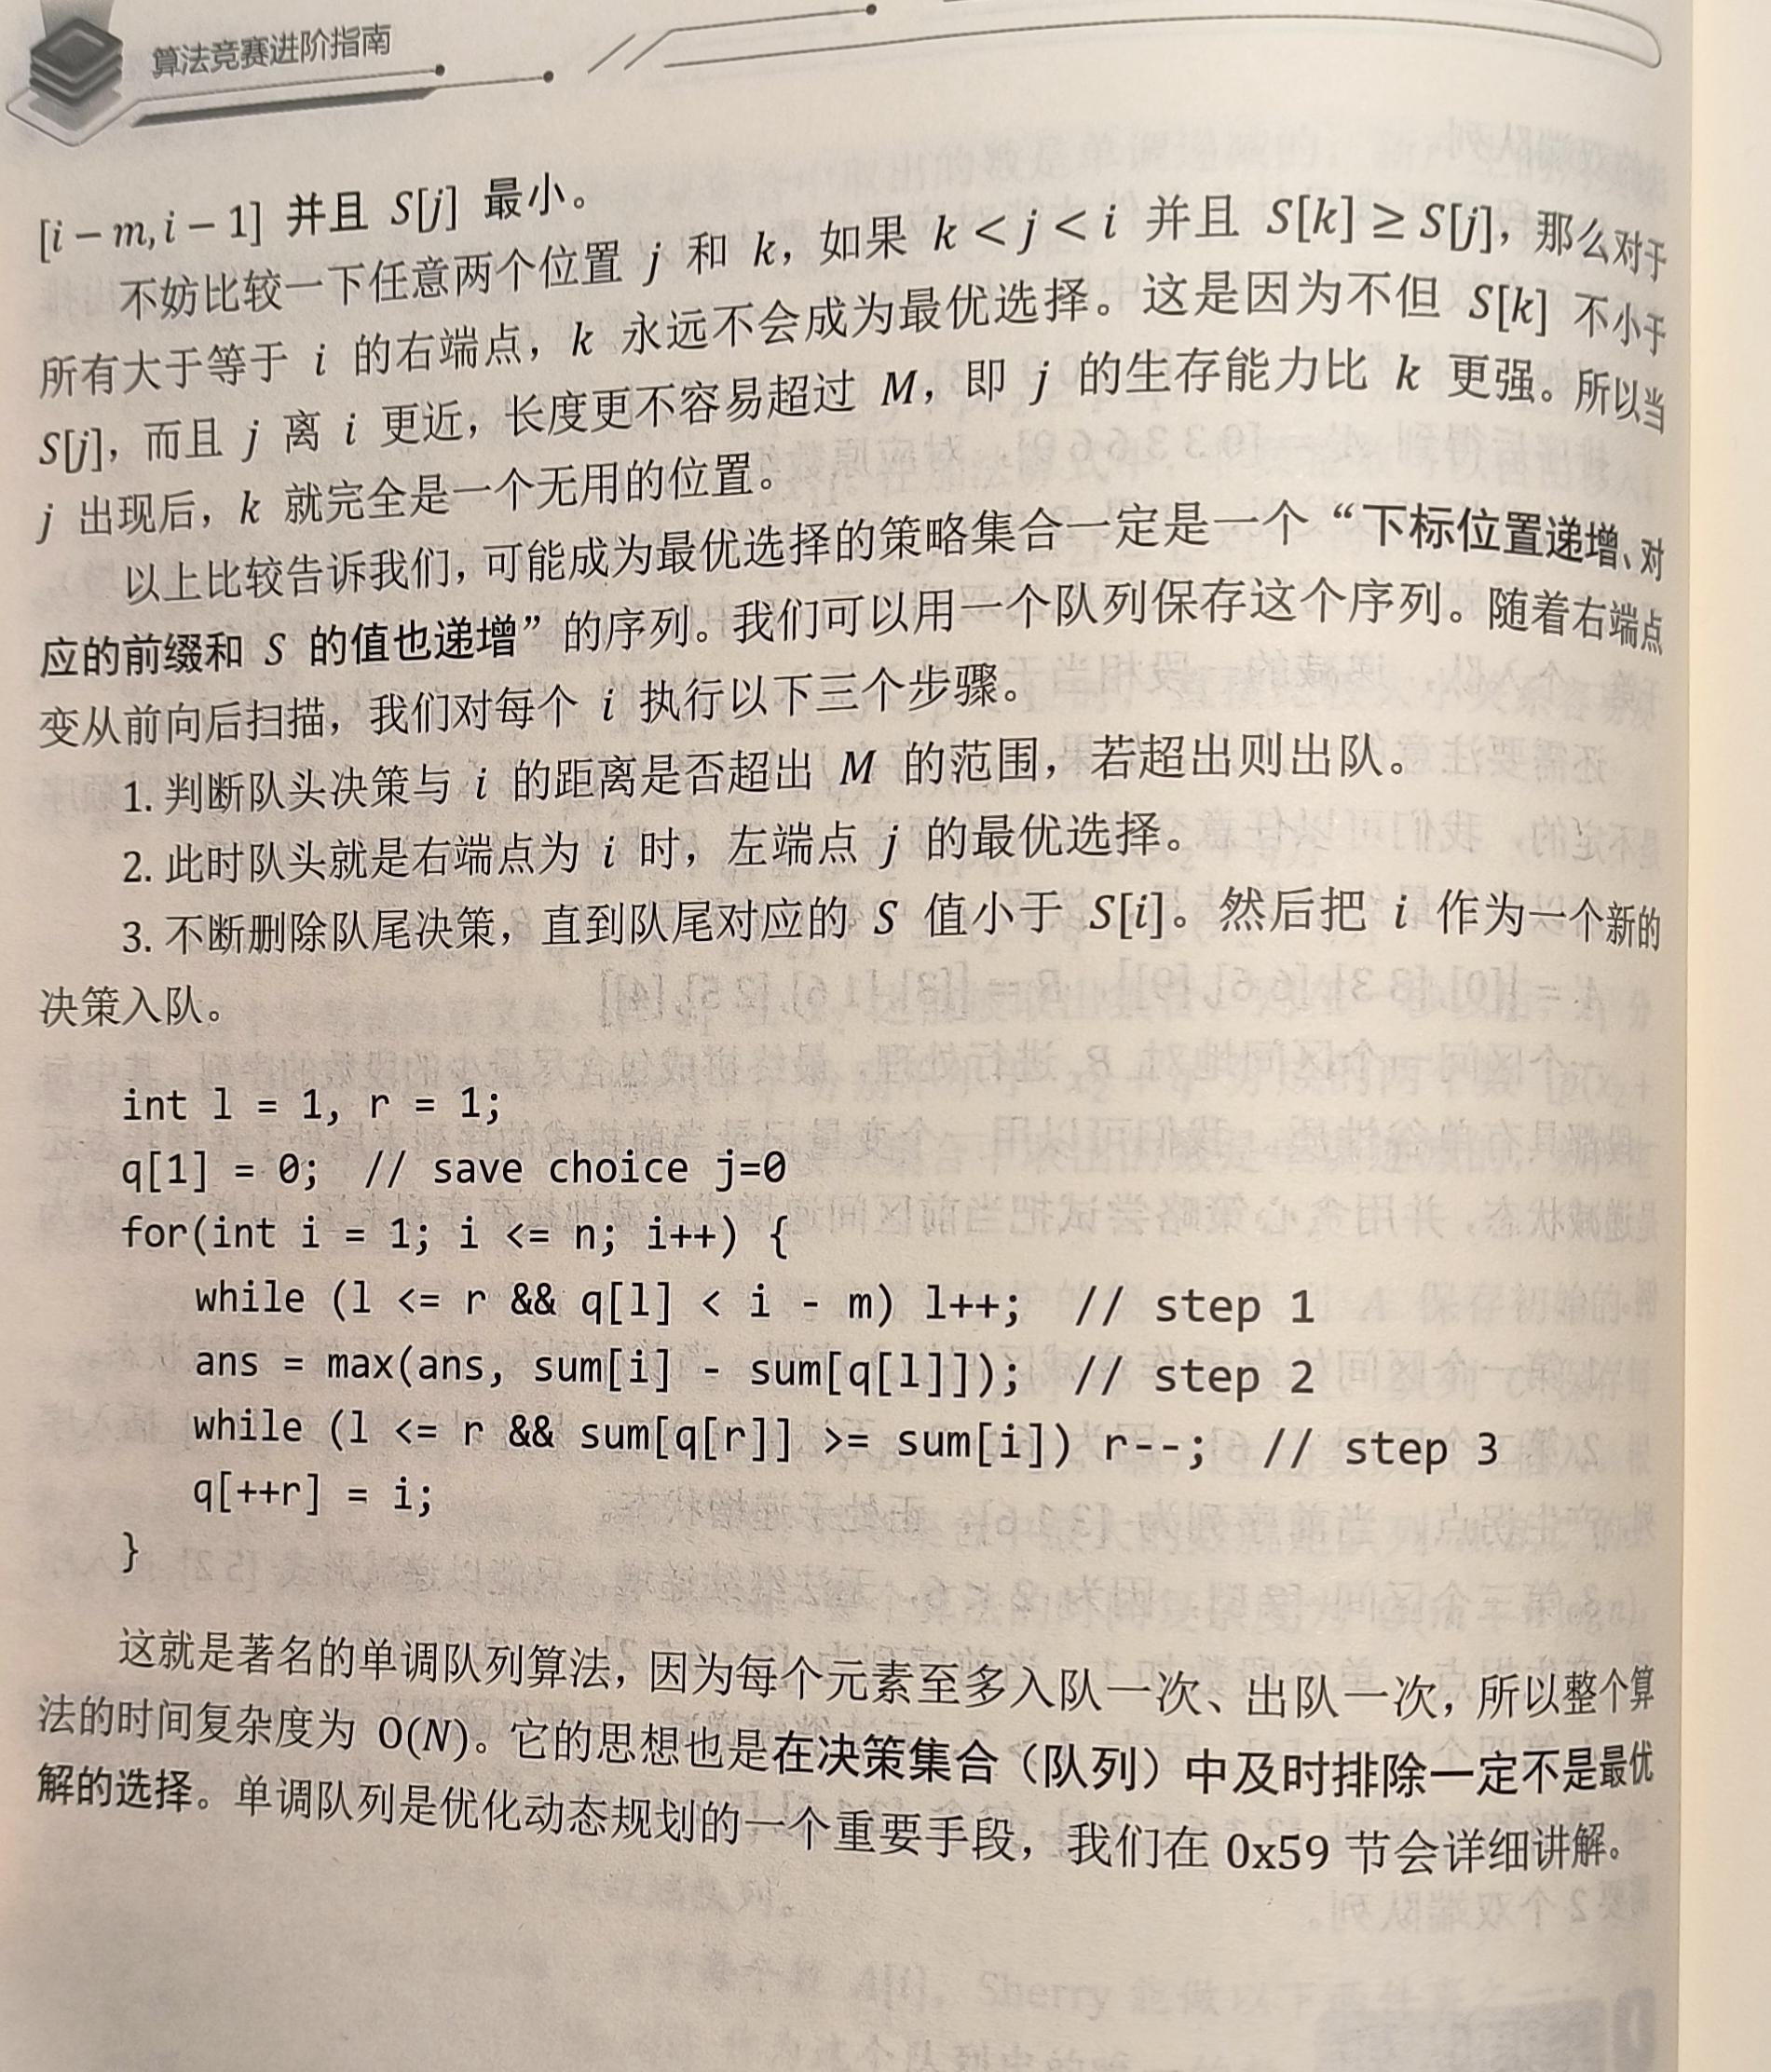 算法竞赛进阶指南
[i − m, i − 1] 并且 S[j] 最小。
不妨比较一下任意两个位置 j 和 k，如果 k < j < i 并且 S[k] ≥ S[j]，那么对于
所有大于等于 i 的右端点，k 永远不会成为最优选择。这是因为不但 S[k] 不小于
S[j]，而且 j 离 i 更近，长度更不容易超过 M，即 j 的生存能力比 k 更强。所以当
j 出现后，k 就完全是一个无用的位置。
以上比较告诉我们，可能成为最优选择的策略集合一定是一个“下标位置递增、对
应的前缀和 S 的值也递增”的序列。我们可以用一个队列保存这个序列。随着右端点
变从前向后扫描，我们对每个 i 执行以下三个步骤。
1. 判断队头决策与 i 的距离是否超出 M 的范围，若超出则出队。
2. 此时队头就是右端点为 i 时，左端点 j 的最优选择。
3. 不断删除队尾决策，直到队尾对应的 S 值小于 S[i]。然后把 i 作为一个新的
决策入队。
int l = 1, r = 1;
q[1] = 0; // save choice j=0
for(int i = 1; i <= n; i++) {
while (l <= r && q[l] < i - m) l++; // step 1
ans = max(ans, sum[i] - sum[q[l]]); // step 2
while (l <= r && sum[q[r]] >= sum[i]) r--; // step 3
q[++r] = i;
}
这就是著名的单调队列算法，因为每个元素至多入队一次、出队一次，所以整个算
法的时间复杂度为 O(N)。它的思想也是在决策集合（队列）中及时排除一定不是最优
解的选择。单调队列是优化动态规划的一个重要手段，我们在 0x59 节会详细讲解。